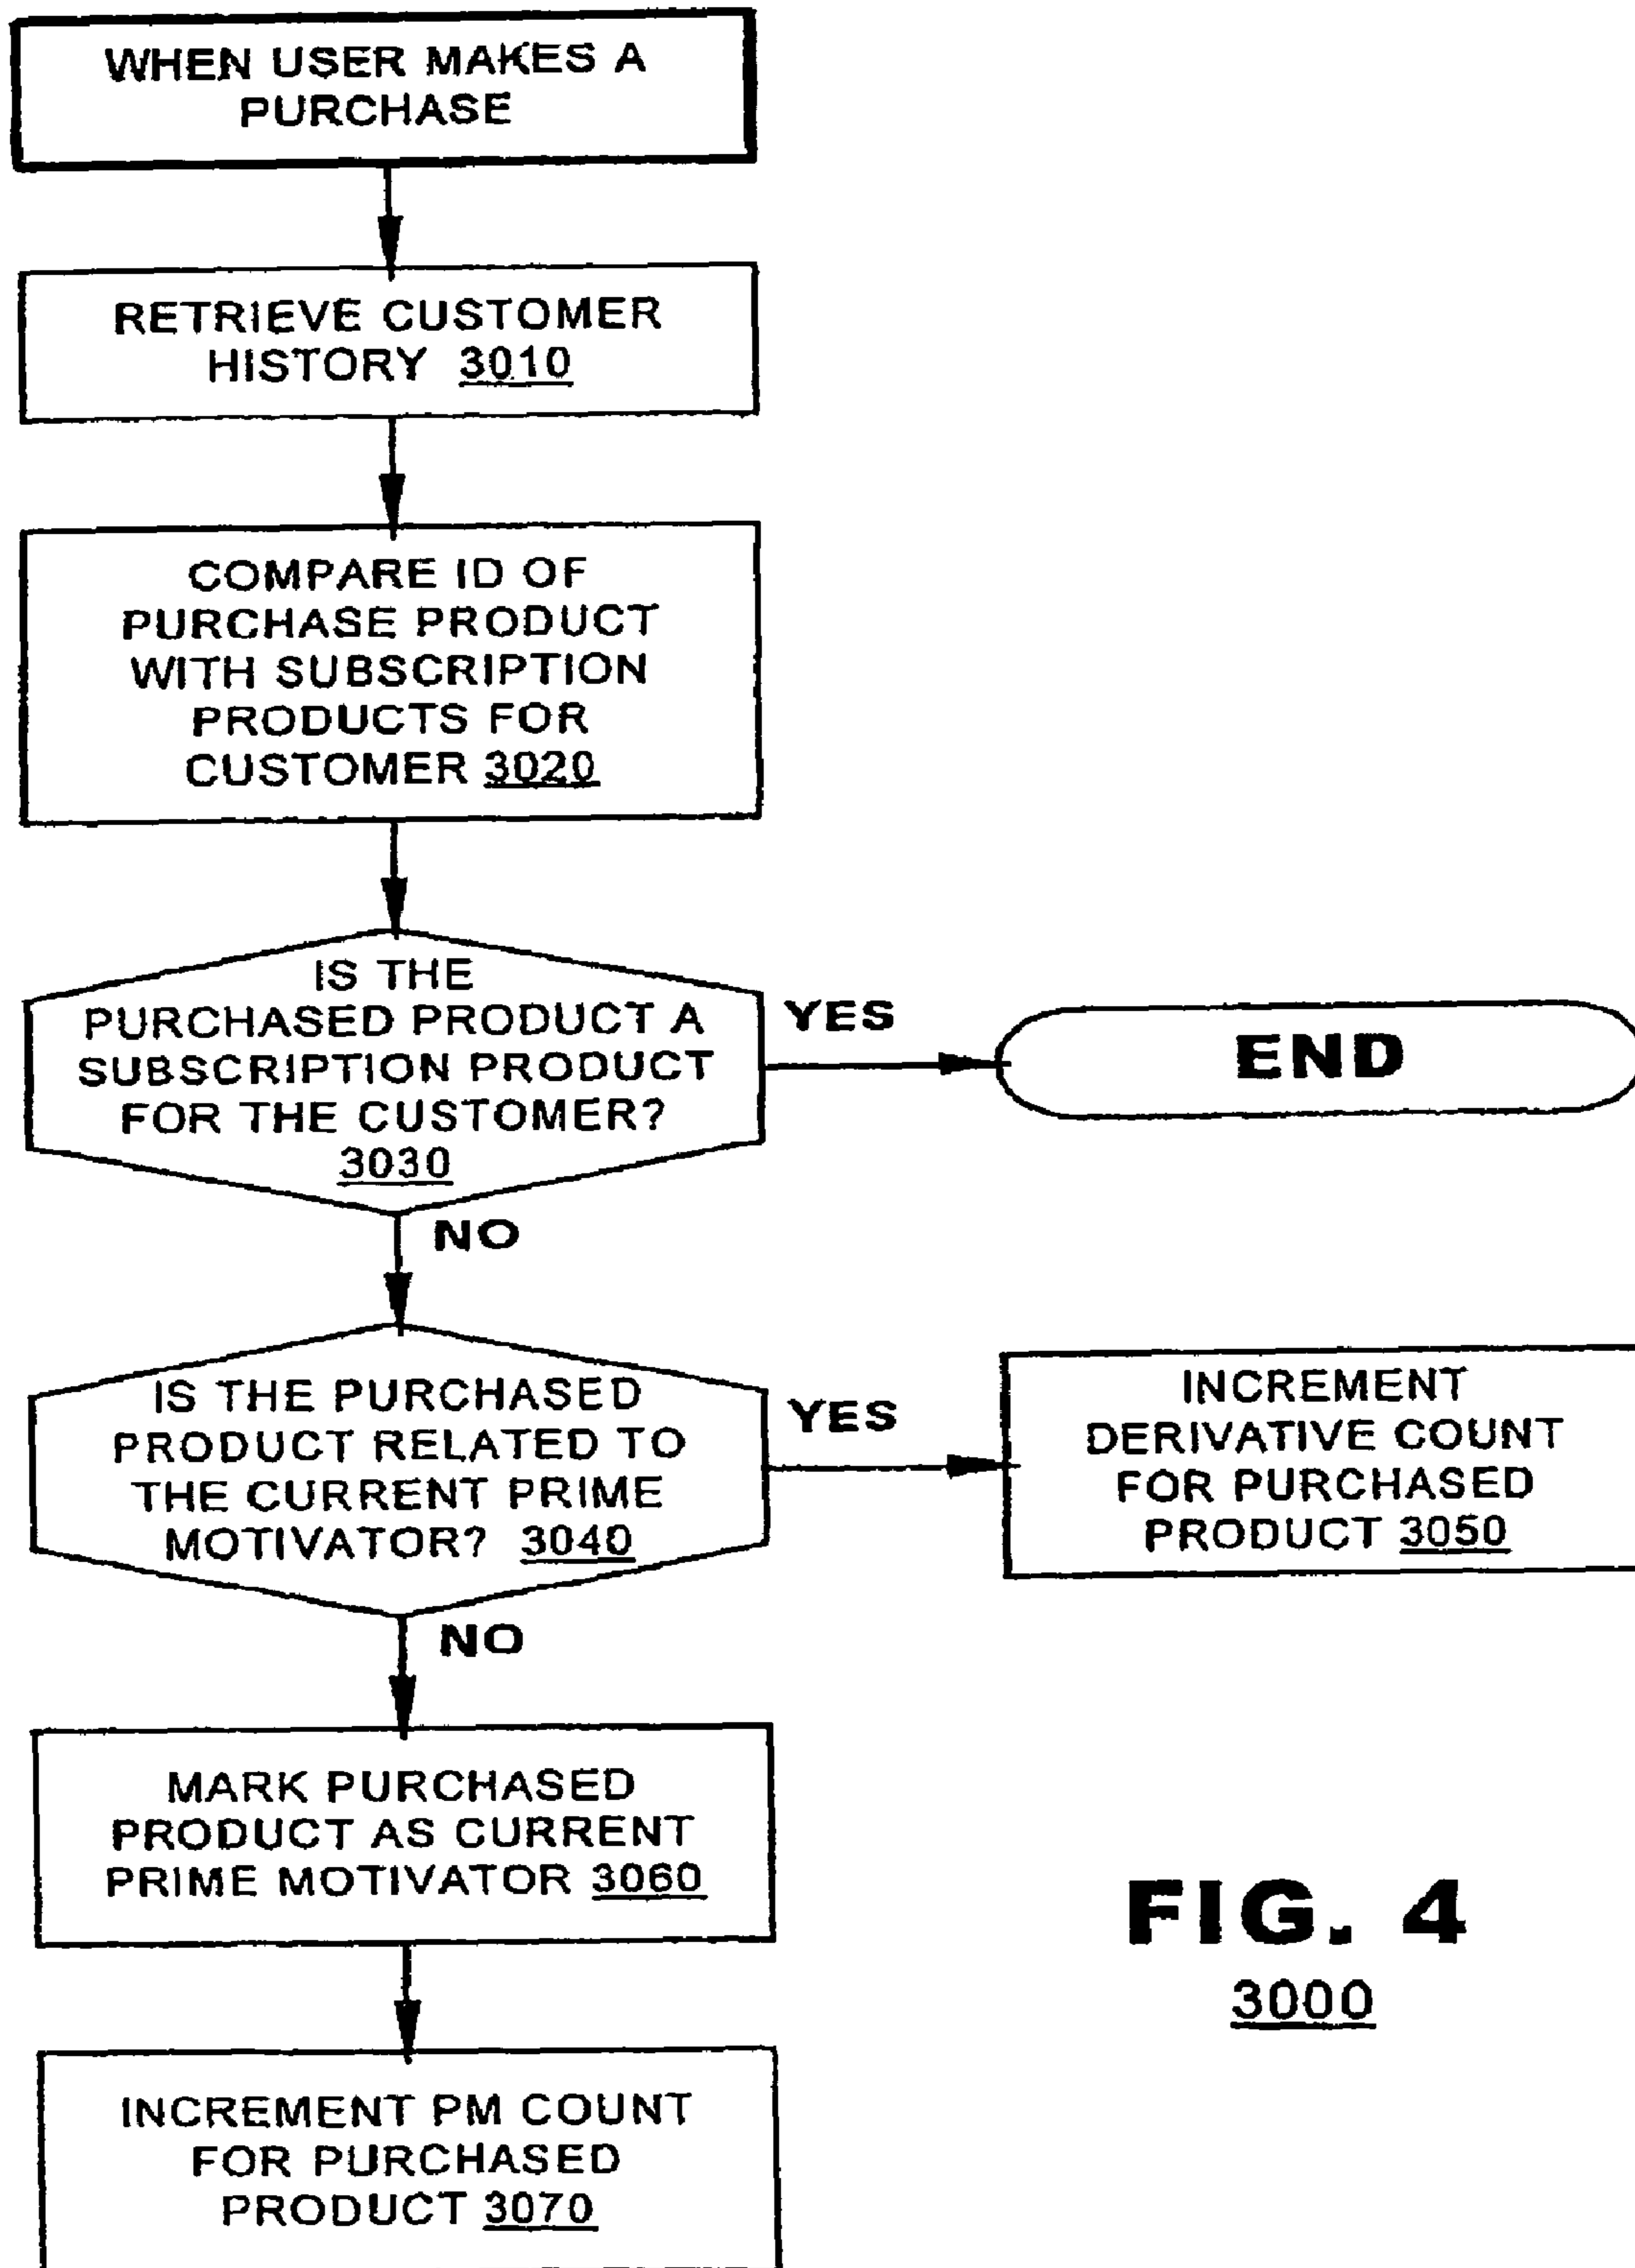 WHEN USER MAKES A
PURCHASE
RETRIEVE CUSTOMER
HISTORY 3010
COMPARE ID OF
PURCHASE PRODUCT
WITH SUBSCRIPTION
PRODUCTS FOR
CUSTOMER 3020
IS THE
PURCHASED PRODUCT A
SUBSCRIPTION PRODUCT
FOR THE CUSTOMER?
3030
YES
END
NO
IS THE PURCHASED
PRODUCT RELATED TO
THE CURRENT PRIME
MOTIVATOR? 3040
YES
INCREMENT
DERIVATIVE COUNT
FOR PURCHASED
PRODUCT 3050
NO
MARK PURCHASED
PRODUCT AS CURRENT
PRIME MOTIVATOR 3060
INCREMENT PM COUNT
FOR PURCHASED
PRODUCT 3070
FIG. 4
3000